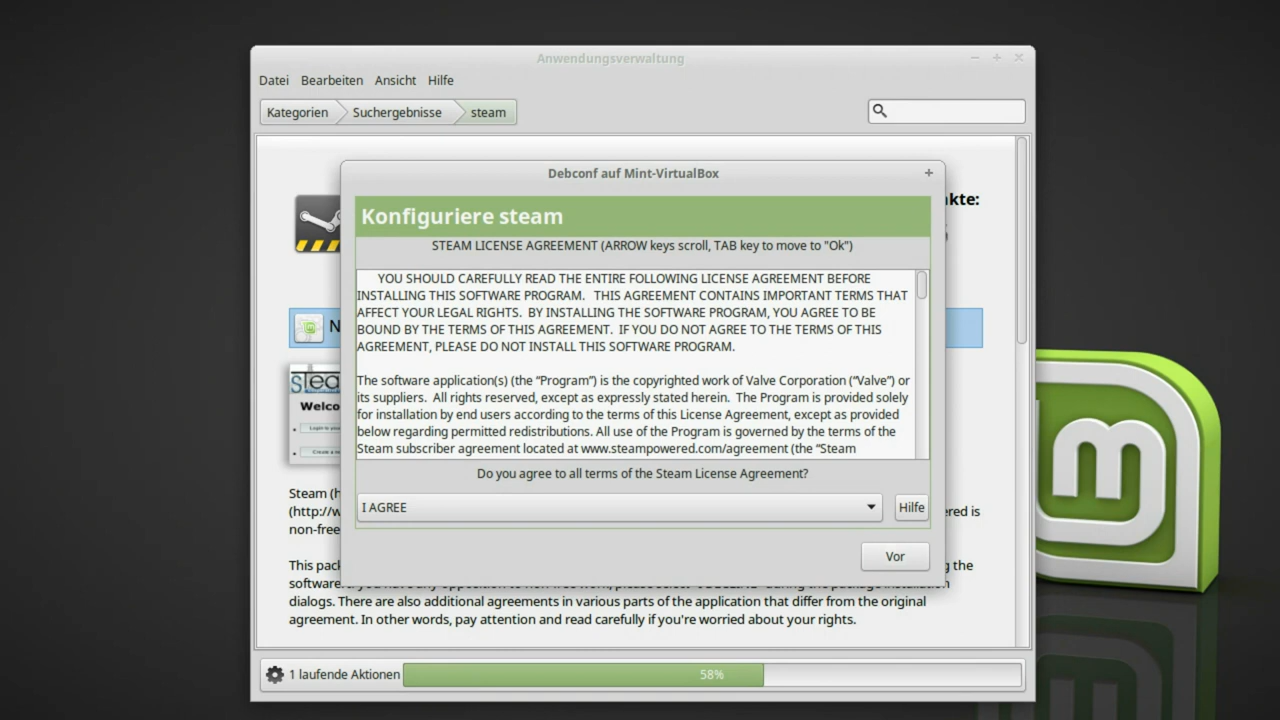 Anwendungsverwaltung
Datei Bearbeiten Ansicht Hilfe
Kategorien Suchergebnisse steam
Debconf auf Mint-VirtualBox
Konfiguriere steam
STEAM LICENSE AGREEMENT (ARROW keys scroll, TAB key to move to "Ok")
YOU SHOULD CAREFULLY READ THE ENTIRE FOLLOWING LICENSE AGREEMENT BEFORE
INSTALLING THIS SOFTWARE PROGRAM. THIS AGREEMENT CONTAINS IMPORTANT TERMS THAT
AFFECT YOUR LEGAL RIGHTS. BY INSTALLING THE SOFTWARE PROGRAM, YOU AGREE TO BE
BOUND BY THE TERMS OF THIS AGREEMENT. IF YOU DO NOT AGREE TO THE TERMS OF THIS
AGREEMENT, PLEASE DO NOT INSTALL THIS SOFTWARE PROGRAM.
The software application(s) (the “Program”) is the copyrighted work of Valve Corporation (“Valve”) or
its suppliers. All rights reserved, except as expressly stated herein. The Program is provided solely
for installation by end users according to the terms of this License Agreement, except as provided
below regarding permitted redistributions. All use of the Program is governed by the terms of the
Steam subscriber agreement located at www.steampowered.com/agreement (the “Steam
Do you agree to all terms of the Steam License Agreement?
I AGREE
Hilfe
Vor
kte:
N
Stea
Welco
Steam (h
(http://w ered is
non-free
This pack g the
software.
dialogs. There are also additional agreements in various parts of the application that differ from the original
agreement. In other words, pay attention and read carefully if you're worried about your rights.
1 laufende Aktionen 58%